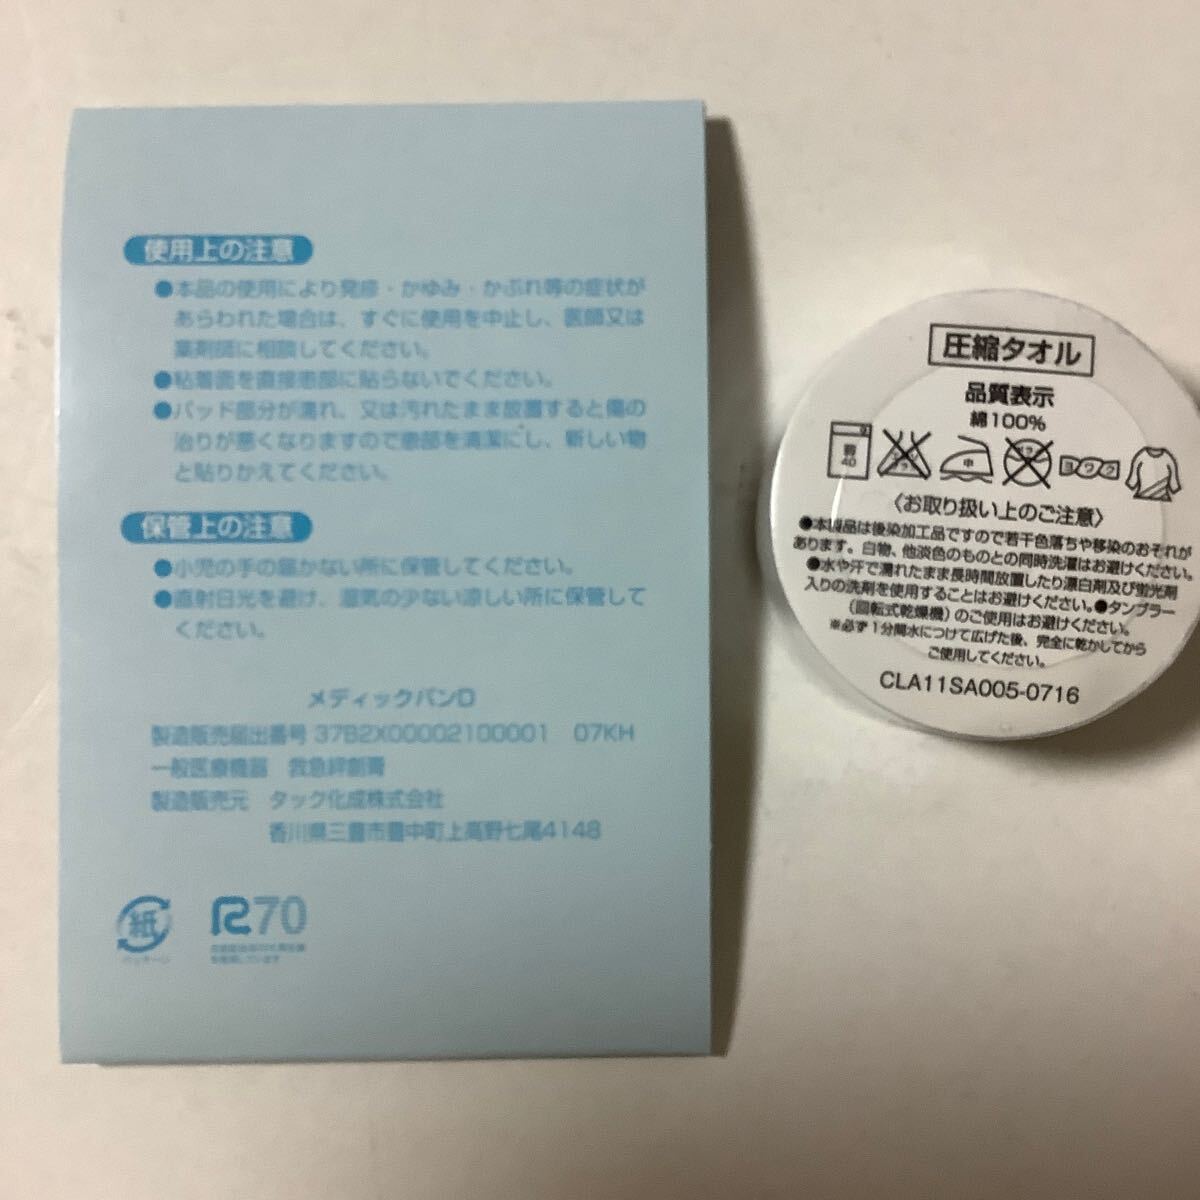 使用上の注意
●本品の使用により発疹・かゆみ・かぶれ等の症状が
あらわれた場合は、すぐに使用を中止し、医師又は
薬剤師に相談してください。
●粘着面を直接患部に貼らないでください。
●パッド部分が濡れ、又は汚れたまま放置すると傷の
治りが悪くなりますので患部を清潔にし、新しい物
と貼りかえてください。
保管上の注意
●小児の手の届かない所に保管してください。
●直射日光を避け、湿気の少ない涼しい所に保管して
ください。
メディックバンD
製造販売届出番号 37B2X00002100001 07KH
一般医療機器 救急絆創膏
製造販売元 タック化成株式会社
香川県三豊市豊中町上高野七尾4148
紙
パッケージ
R70
を使用しています
圧縮タオル
品質表示
綿100%
弱
40
中
ヨワク
〈お取り扱い上のご注意〉
●本製品は後染加工品ですので若干色落ちや移染のおそれが
あります。白物、他淡色のものとの同時洗濯はお避けください。
●水や汗で濡れたまま長時間放置したり漂白剤及び蛍光剤
入りの洗剤を使用することはお避けください。●タンブラー
(回転式乾燥機)のご使用はお避けください。
※必ず1分間水につけて広げた後、完全に乾かしてから
ご使用してください。
CLA11SA005-0716